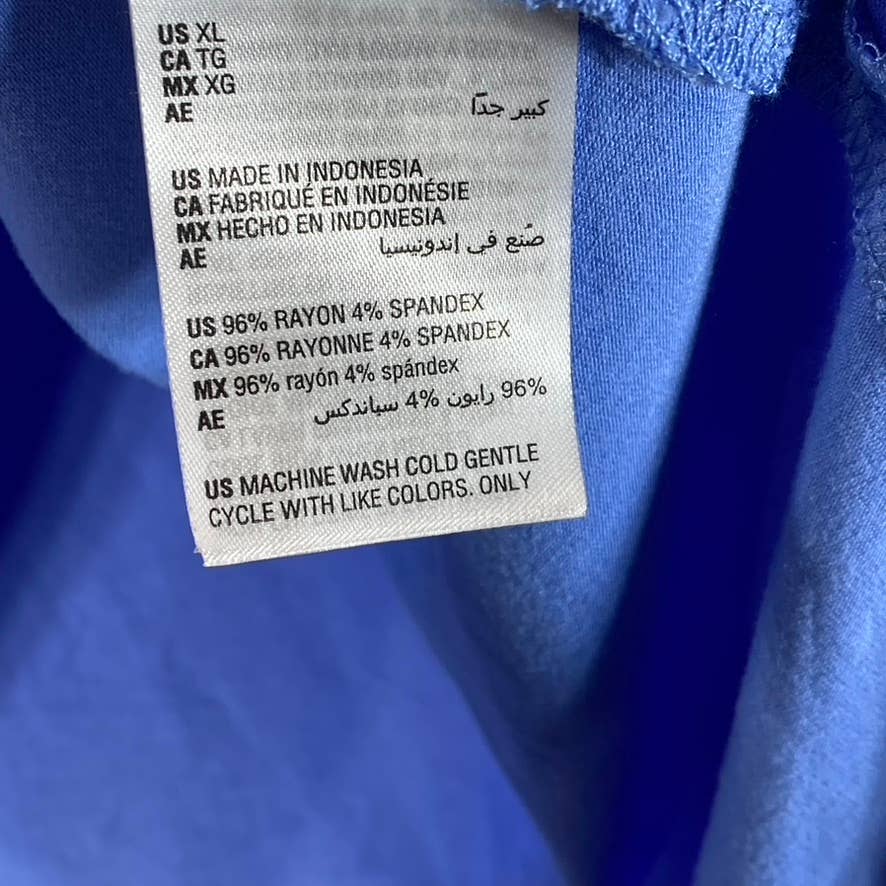 US XL
CA TG
MX XG
AE كبير جدًا
US MADE IN INDONESIA
CA FABRIQUÉ EN INDONÉSIE
MX HECHO EN INDONESIA
AE صُنع في إندونيسيا
US 96% RAYON 4% SPANDEX
CA 96% RAYONNE 4% SPANDEX
MX 96% rayón 4% spándex
AE 96% رايون 4% سباندكس
US MACHINE WASH COLD GENTLE
CYCLE WITH LIKE COLORS. ONLY